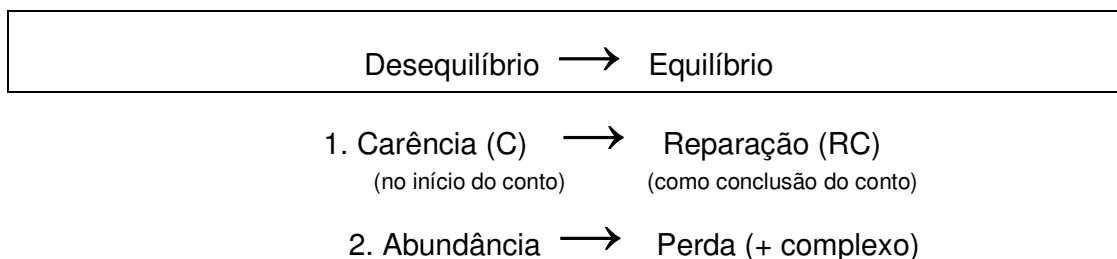 Desequilíbrio → Equilíbrio
1. Carência (C) → Reparação (RC)
(no início do conto) (como conclusão do conto)
2. Abundância → Perda (+ complexo)